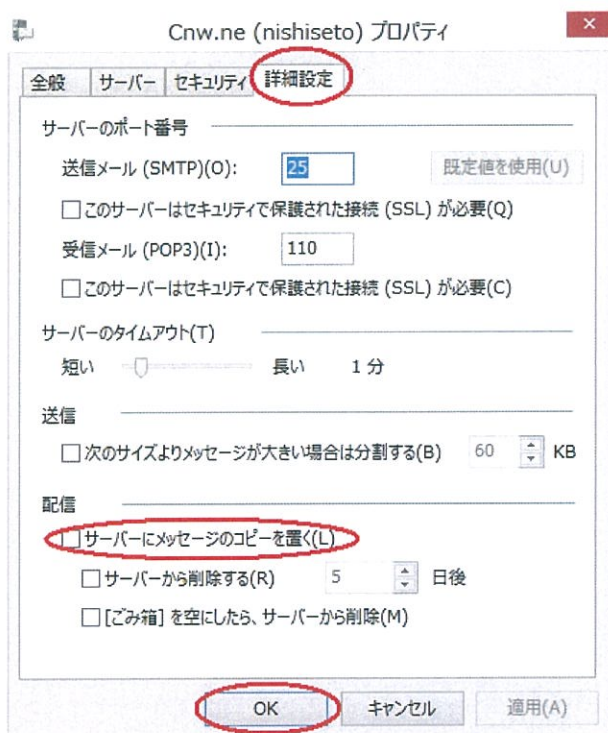 Cnw.ne (nishiseto) プロパティ
全般 サーバー セキュリティ 詳細設定
サーバーのポート番号
送信メール (SMTP)(O): 25 既定値を使用(U)
このサーバーはセキュリティで保護された接続 (SSL) が必要(Q)
受信メール (POP3)(I): 110
このサーバーはセキュリティで保護された接続 (SSL) が必要(C)
サーバーのタイムアウト(T)
短い 長い 1 分
送信
次のサイズよりメッセージが大きい場合は分割する(B) 60 KB
配信
サーバーにメッセージのコピーを置く(L)
サーバーから削除する(R) 5 日後
[ごみ箱] を空にしたら、サーバーから削除(M)
OK キャンセル 適用(A)